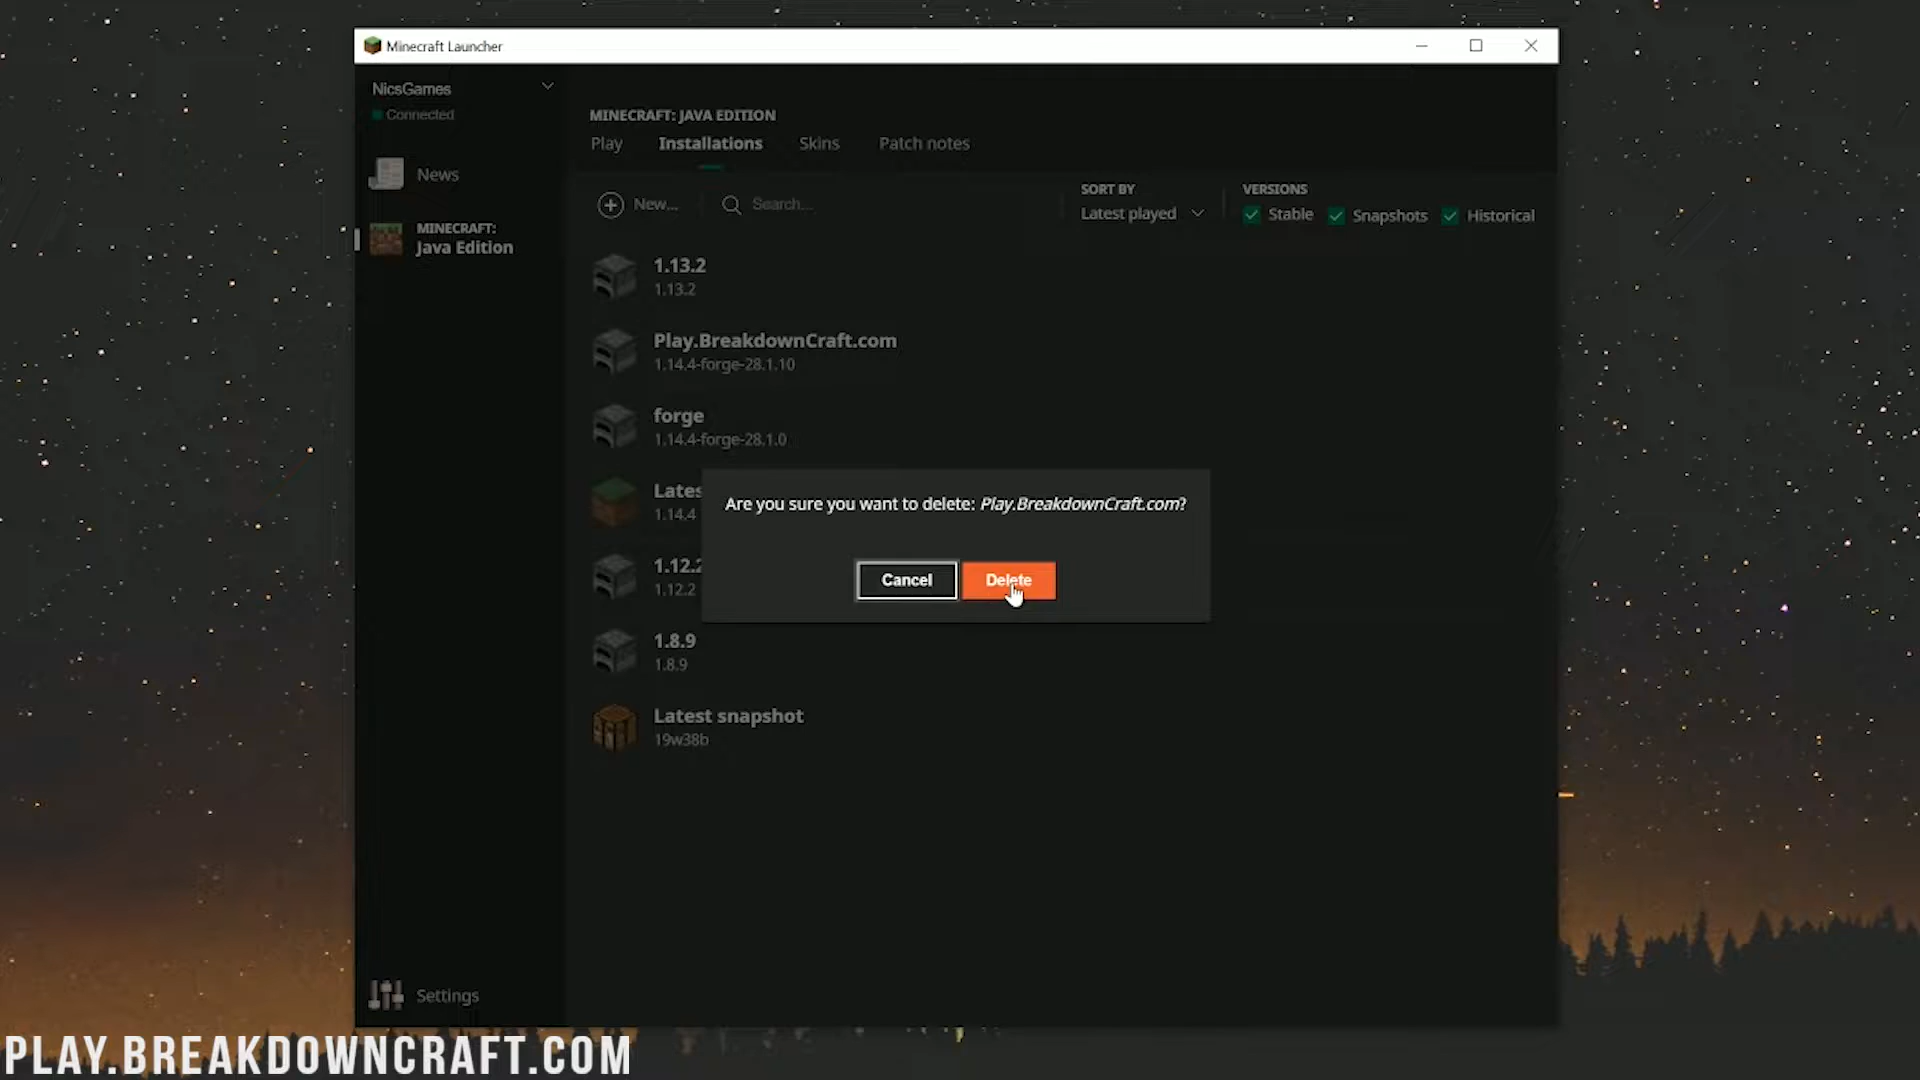 Minecraft Launcher
NicsGames
Connected
News
MINECRAFT:
Java Edition
Settings
MINECRAFT: JAVA EDITION
Play Installations Skins Patch notes
New... Search...
SORT BY
Latest played
VERSIONS
Stable Snapshots Historical
1.13.2
1.13.2
Play.BreakdownCraft.com
1.14.4-forge-28.1.10
forge
1.14.4-forge-28.1.0
Lates
1.14.4
1.12.2
1.12.2
1.8.9
1.8.9
Latest snapshot
19w38b
Are you sure you want to delete: Play.BreakdownCraft.com?
Cancel Delete
PLAY.BREAKDOWNCRAFT.COM